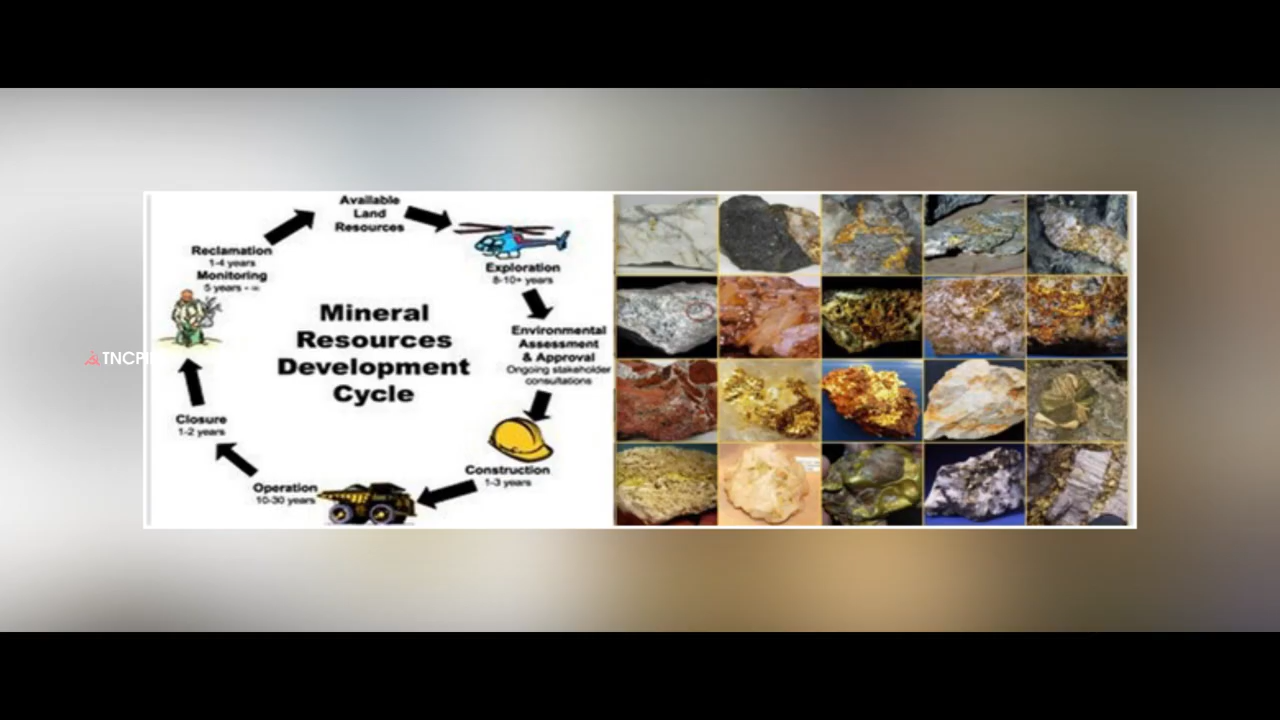 Available
Land
Resources
Exploration
8-10+ years
Environmental
Assessment
& Approval
Ongoing stakeholder
consultations
Construction
1-3 years
Operation
10-30 years
Closure
1-2 years
Reclamation
1-4 years
Monitoring
5 years - ∞
Mineral
Resources
Development
Cycle